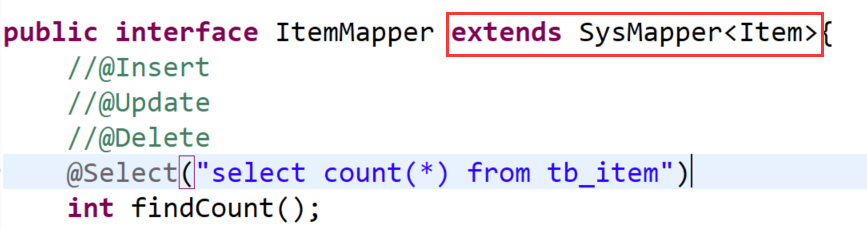 public interface ItemMapper extends SysMapper<Item>{
//@Insert
//@Update
//@Delete
@Select("select count(*) from tb_item")
int findCount();